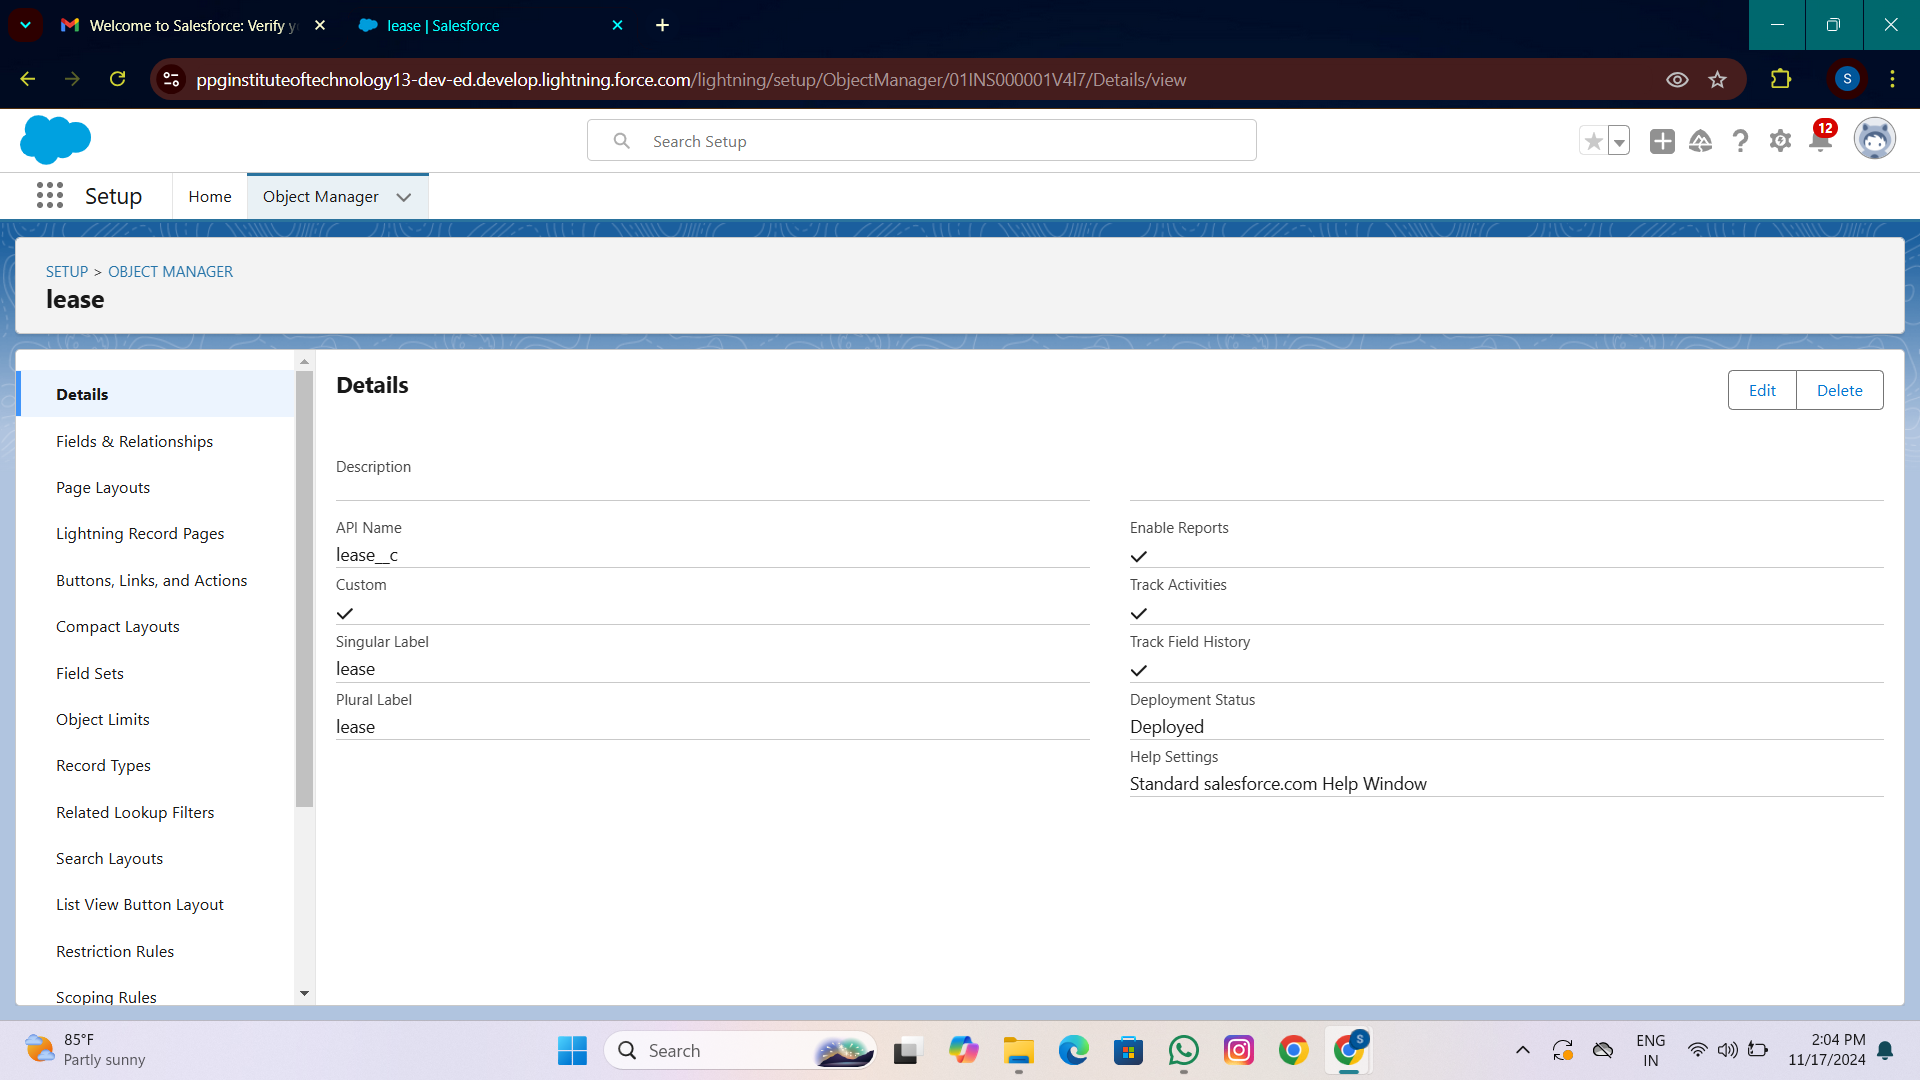 Welcome to Salesforce: Verify y
lease | Salesforce
ppginstituteoftechnology13-dev-ed.develop.lightning.force.com/lightning/setup/ObjectManager/01INS000001V4l7/Details/view
S
Search Setup
12
Setup
Home
Object Manager
SETUP > OBJECT MANAGER
lease
Details
Fields & Relationships
Page Layouts
Lightning Record Pages
Buttons, Links, and Actions
Compact Layouts
Field Sets
Object Limits
Record Types
Related Lookup Filters
Search Layouts
List View Button Layout
Restriction Rules
Scoping Rules
Details
Edit
Delete
Description
API Name
lease__c
Custom
Singular Label
lease
Plural Label
lease
Enable Reports
Track Activities
Track Field History
Deployment Status
Deployed
Help Settings
Standard salesforce.com Help Window
85°F
Partly sunny
Search
S
ENG
IN
2:04 PM
11/17/2024